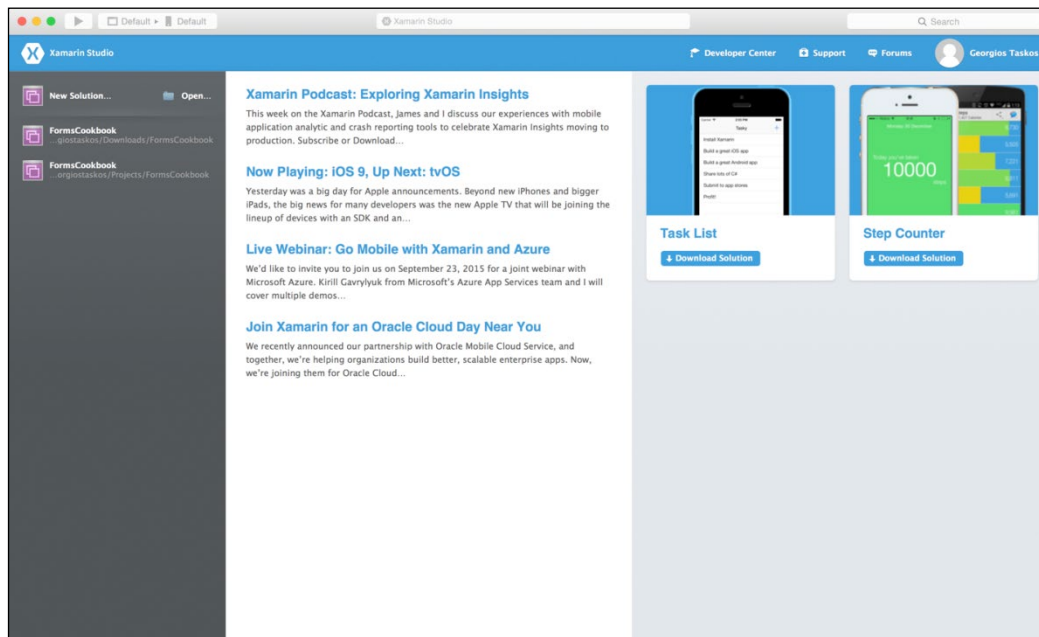 Default ▸ Default
Xamarin Studio
Search
Xamarin Studio
Developer Center
Support
Forums
Georgios Taskos
New Solution...
Open...
FormsCookbook
...giostaskos/Downloads/FormsCookbook
FormsCookbook
...orgiostaskos/Projects/FormsCookbook
Xamarin Podcast: Exploring Xamarin Insights
This week on the Xamarin Podcast, James and I discuss our experiences with mobile
application analytic and crash reporting tools to celebrate Xamarin Insights moving to
production. Subscribe or Download...
Now Playing: iOS 9, Up Next: tvOS
Yesterday was a big day for Apple announcements. Beyond new iPhones and bigger
iPads, the big news for many developers was the new Apple TV that will be joining the
lineup of devices with an SDK and an...
Live Webinar: Go Mobile with Xamarin and Azure
We'd like to invite you to join us on September 23, 2015 for a joint webinar with
Microsoft Azure. Kirill Gavrylyuk from Microsoft's Azure App Services team and I will
cover multiple demos...
Join Xamarin for an Oracle Cloud Day Near You
We recently announced our partnership with Oracle Mobile Cloud Service, and
together, we're helping organizations build better, scalable enterprise apps. Now,
we're joining them for Oracle Cloud...
Tasks
Install Xamarin
Build a great iOS app
Build a great Android app
Share lots of C#
Submit to app stores
Profit!
Task List
Download Solution
10000
Step Counter
Download Solution